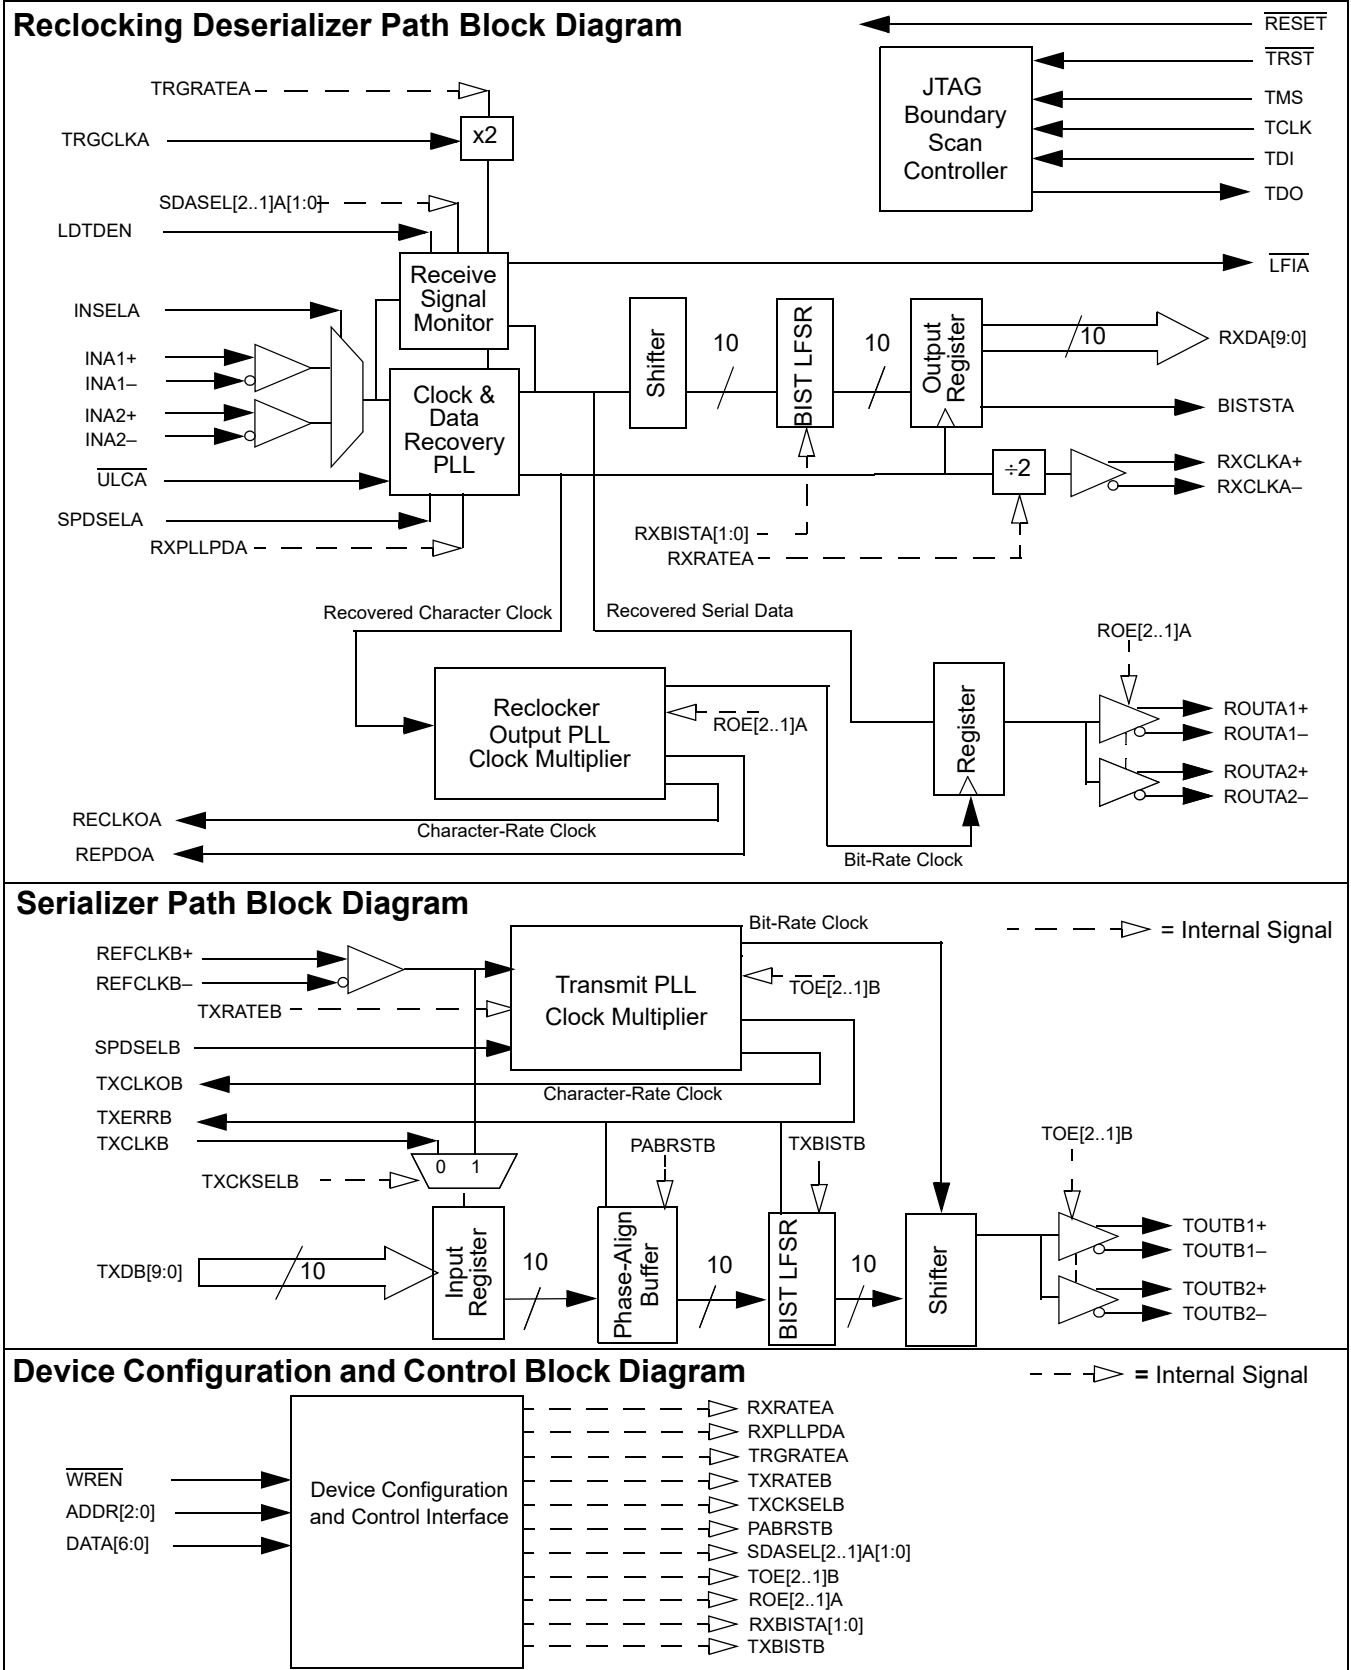 Reclocking Deserializer Path Block Diagram
RESET
TRST
TMS
TCLK
TDI
TDO
JTAG
Boundary
Scan
Controller
TRGRATEA
TRGCLKA
x2
SDASEL[2..1]A[1:0]
LDTDEN
LFIA
Receive
Signal
Monitor
INSELA
INA1+
INA1–
INA2+
INA2–
ULCA
SPDSELA
RXPLLPDA
Clock &
Data
Recovery
PLL
Shifter
10
BIST LFSR
10
Output
Register
10
RXDA[9:0]
BISTSTA
÷2
RXCLKA+
RXCLKA–
RXBISTA[1:0]
RXRATEA
Recovered Character Clock
Recovered Serial Data
Reclocker
Output PLL
Clock Multiplier
ROE[2..1]A
Register
ROE[2..1]A
ROUTA1+
ROUTA1–
ROUTA2+
ROUTA2–
RECLKOA
Character-Rate Clock
REPDOA
Bit-Rate Clock
Serializer Path Block Diagram
Bit-Rate Clock
= Internal Signal
REFCLKB+
REFCLKB–
TXRATEB
SPDSELB
Transmit PLL
Clock Multiplier
TOE[2..1]B
TXCLKOB
Character-Rate Clock
TXERRB
TXCLKB
0 1
TXCKSELB
PABRSTB
TXBISTB
TOE[2..1]B
TXDB[9:0]
10
Input
Register
10
Phase-Align
Buffer
10
BIST LFSR
10
Shifter
TOUTB1+
TOUTB1–
TOUTB2+
TOUTB2–
Device Configuration and Control Block Diagram
= Internal Signal
WREN
ADDR[2:0]
DATA[6:0]
Device Configuration
and Control Interface
RXRATEA
RXPLLPDA
TRGRATEA
TXRATEB
TXCKSELB
PABRSTB
SDASEL[2..1]A[1:0]
TOE[2..1]B
ROE[2..1]A
RXBISTA[1:0]
TXBISTB